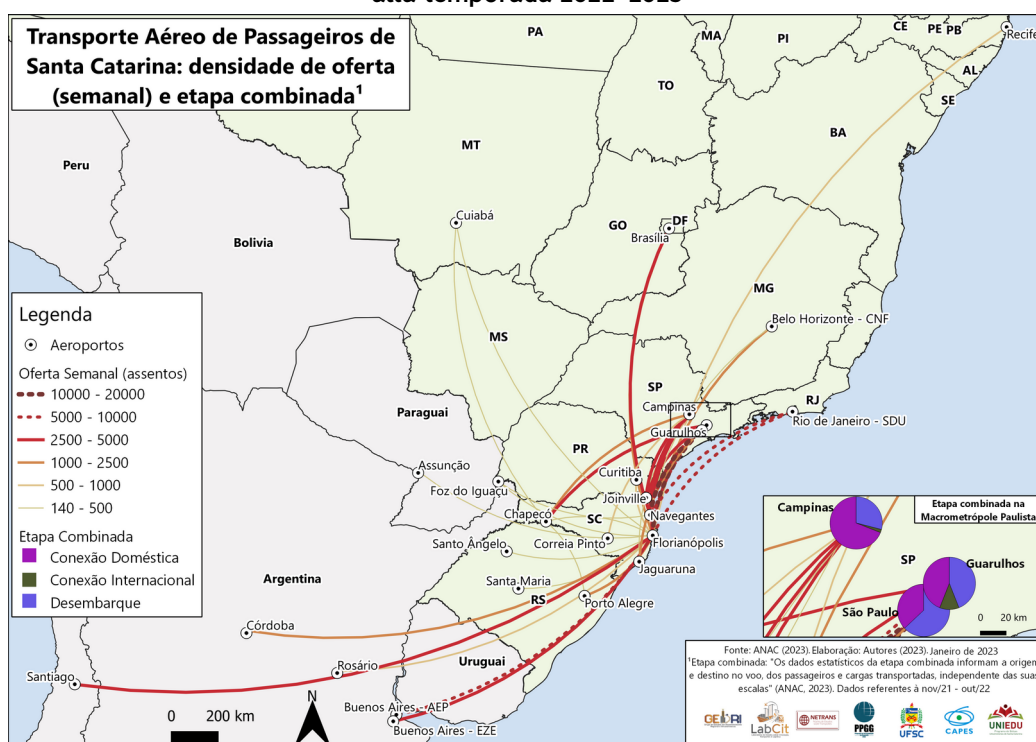 alta temporada 2022-2023
Transporte Aéreo de Passageiros de
Santa Catarina: densidade de oferta
(semanal) e etapa combinada¹
PA
MA
PI
CE
PE
PB
Recife
AL
SE
TO
BA
MT
Peru
Cuiabá
GO
DF
Brasília
Bolivia
MG
Belo Horizonte - CNF
MS
Legenda
Aeroportos
Oferta Semanal (assentos)
10000 - 20000
5000 - 10000
2500 - 5000
1000 - 2500
500 - 1000
140 - 500
Etapa Combinada
Conexão Doméstica
Conexão Internacional
Desembarque
SP
RJ
Campinas
Guarulhos
Rio de Janeiro - SDU
Paraguai
PR
Assunção
Foz do Iguaçu
Curitiba
Joinville
Chapecó
SC
Navegantes
Santo Ângelo
Correia Pinto
Florianópolis
Jaguaruna
Argentina
Santa Maria
RS
Porto Alegre
Córdoba
Uruguai
Rosário
Santiago
Buenos Aires - AEP
Buenos Aires - EZE
0 200 km
N
Campinas
Etapa combinada na
Macrometrópole Paulista
SP
Guarulhos
São Paulo
0 20 km
Fonte: ANAC (2023). Elaboração: Autores (2023). Janeiro de 2023
¹Etapa combinada: "Os dados estatísticos da etapa combinada informam a origem
e destino no voo, dos passageiros e cargas transportadas, independente das suas
escalas" (ANAC, 2023). Dados referentes à nov/21 - out/22
LabCit
NETRANS
PPGG
UFSC
CAPES
UNIEDU